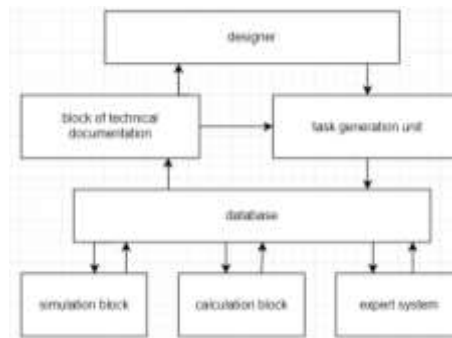 designer
block of technical
documentation
task generation unit
database
simulation block
calculation block
expert system